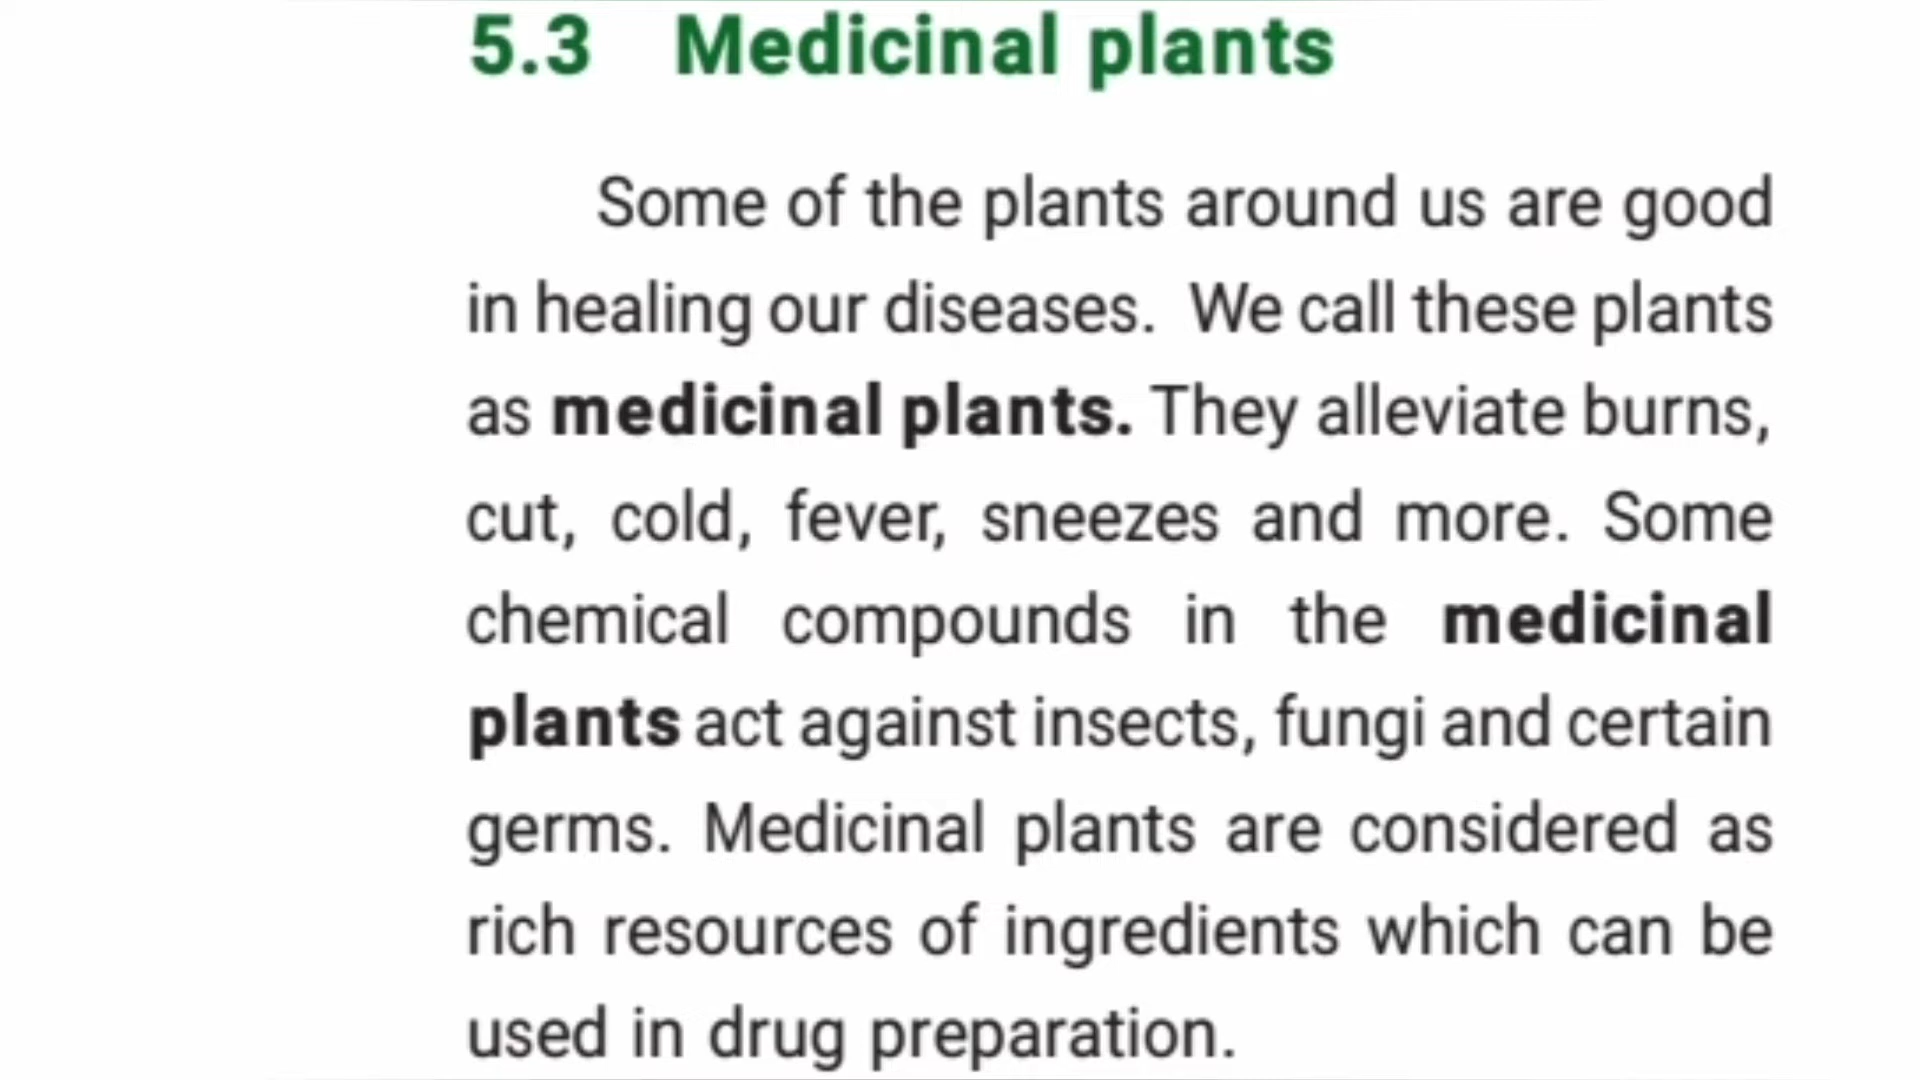 5.3 Medicinal plants
Some of the plants around us are good
in healing our diseases. We call these plants
as medicinal plants. They alleviate burns,
cut, cold, fever, sneezes and more. Some
chemical compounds in the medicinal
plants act against insects, fungi and certain
germs. Medicinal plants are considered as
rich resources of ingredients which can be
used in drug preparation.